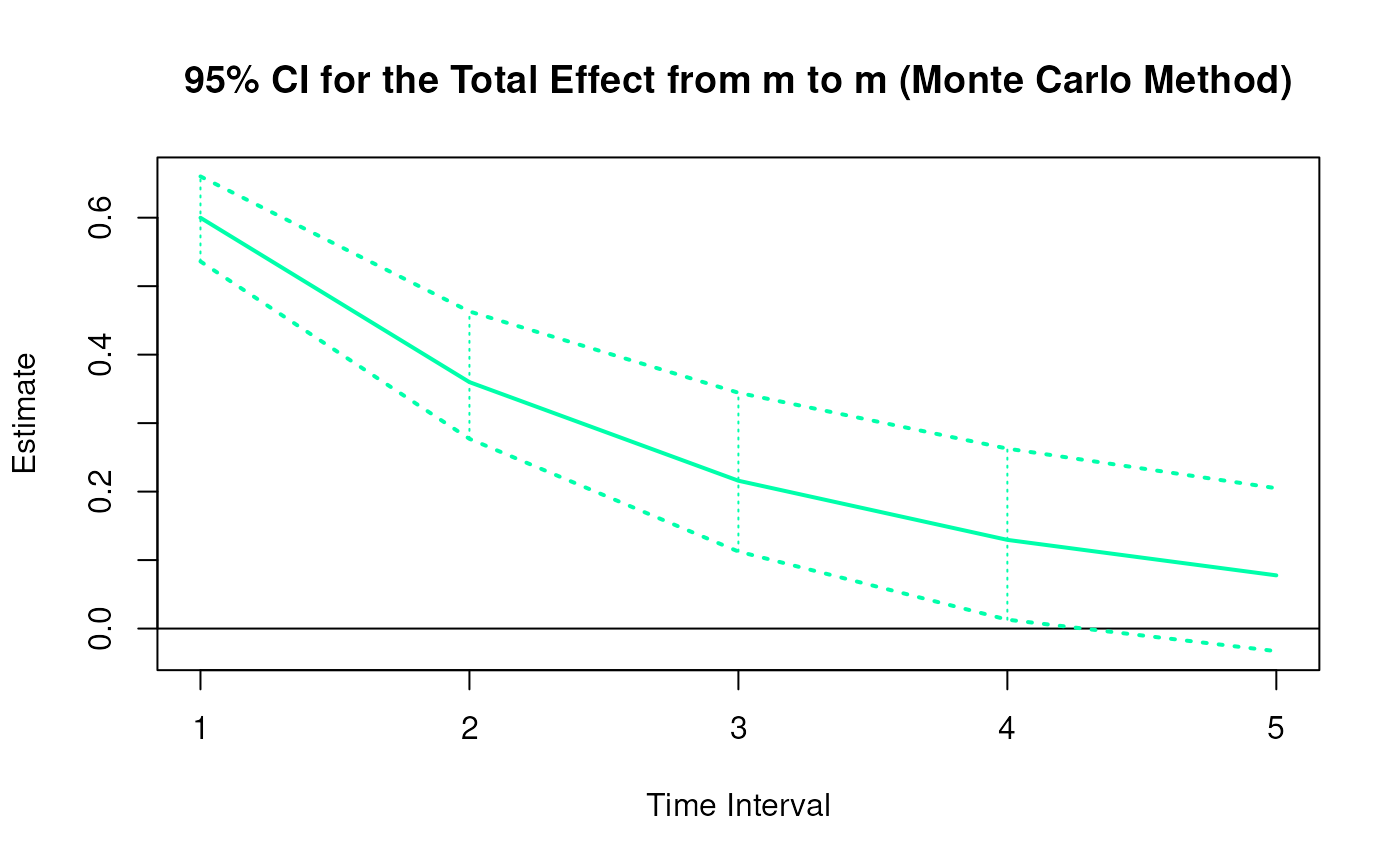 95% CI for the Total Effect from m to m (Monte Carlo Method)
Estimate
0.6
0.4
0.2
0.0
1 2 3 4 5
Time Interval